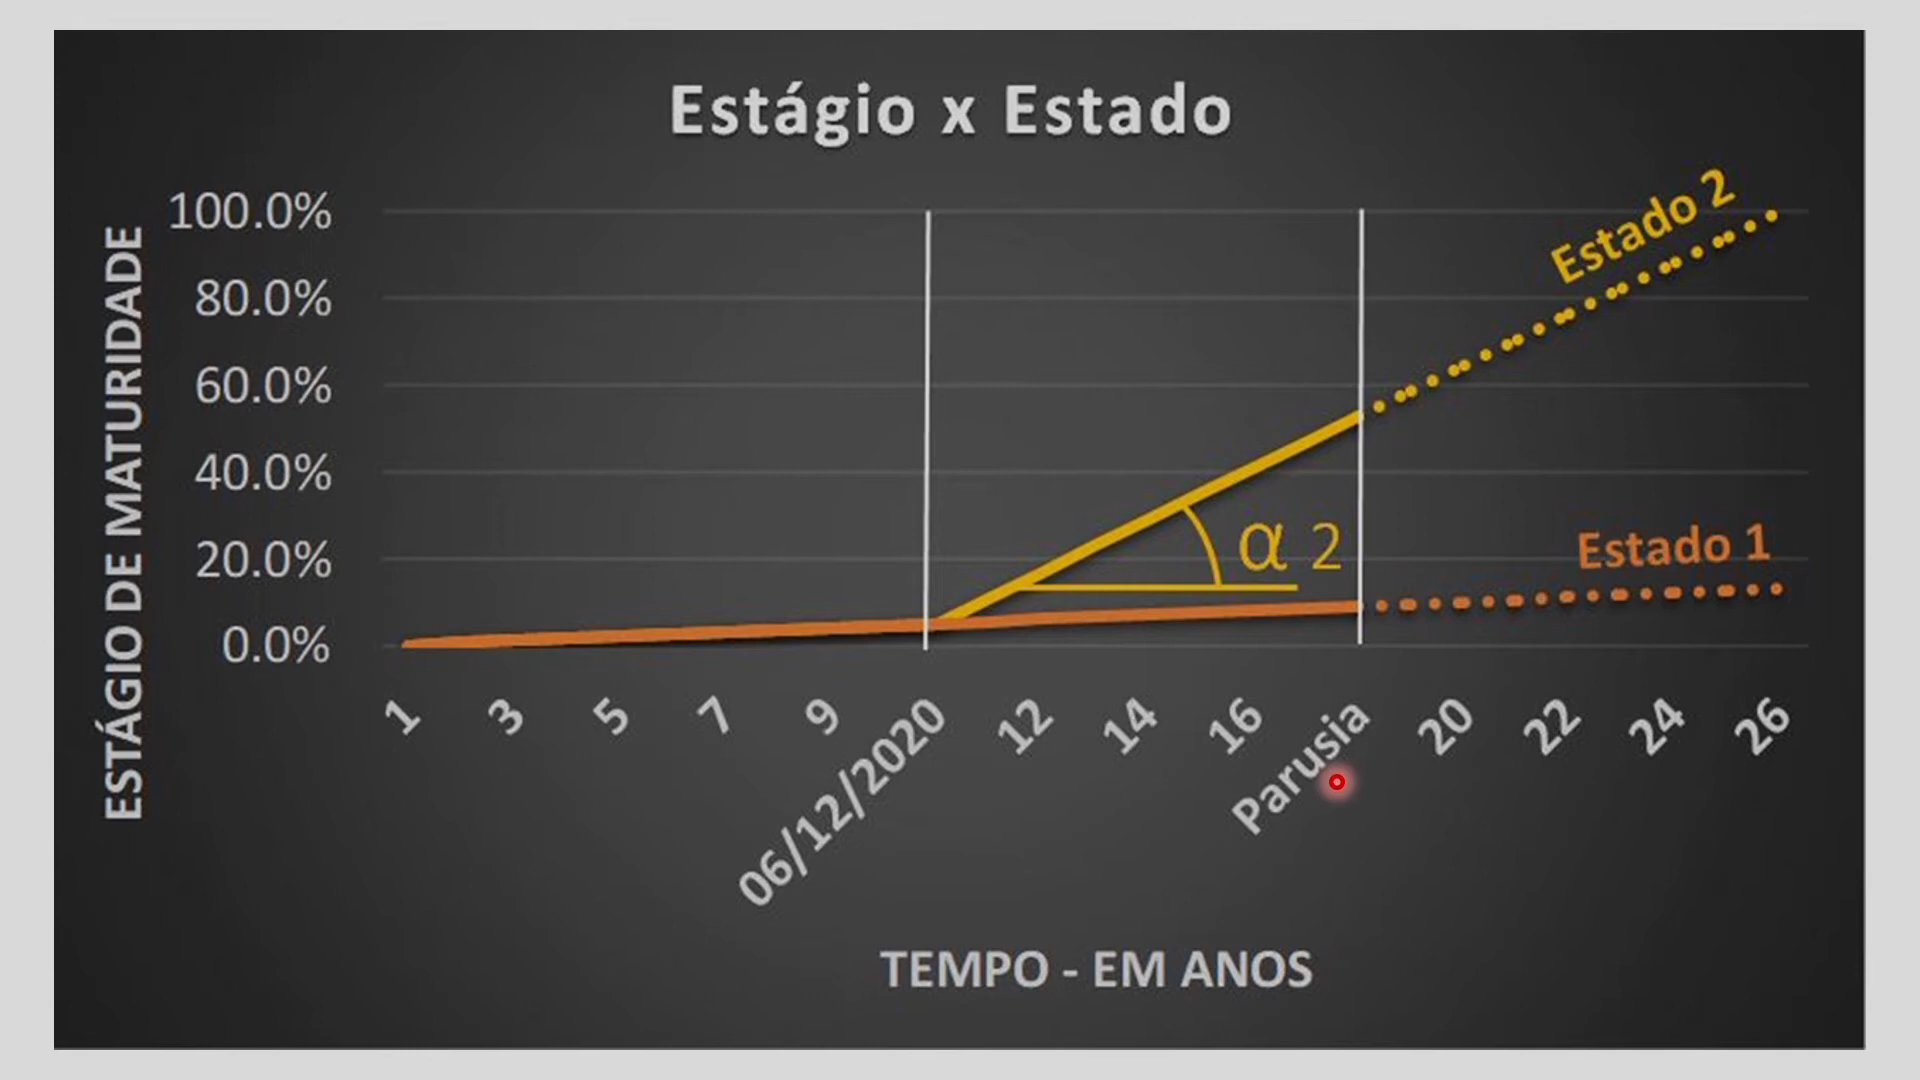 Estágio x Estado
ESTÁGIO DE MATURIDADE
100.0%
80.0%
60.0%
40.0%
20.0%
0.0%
Estado 2
α 2
Estado 1
1
3
5
7
9
06/12/2020
12
14
16
Parusia
20
22
24
26
TEMPO - EM ANOS